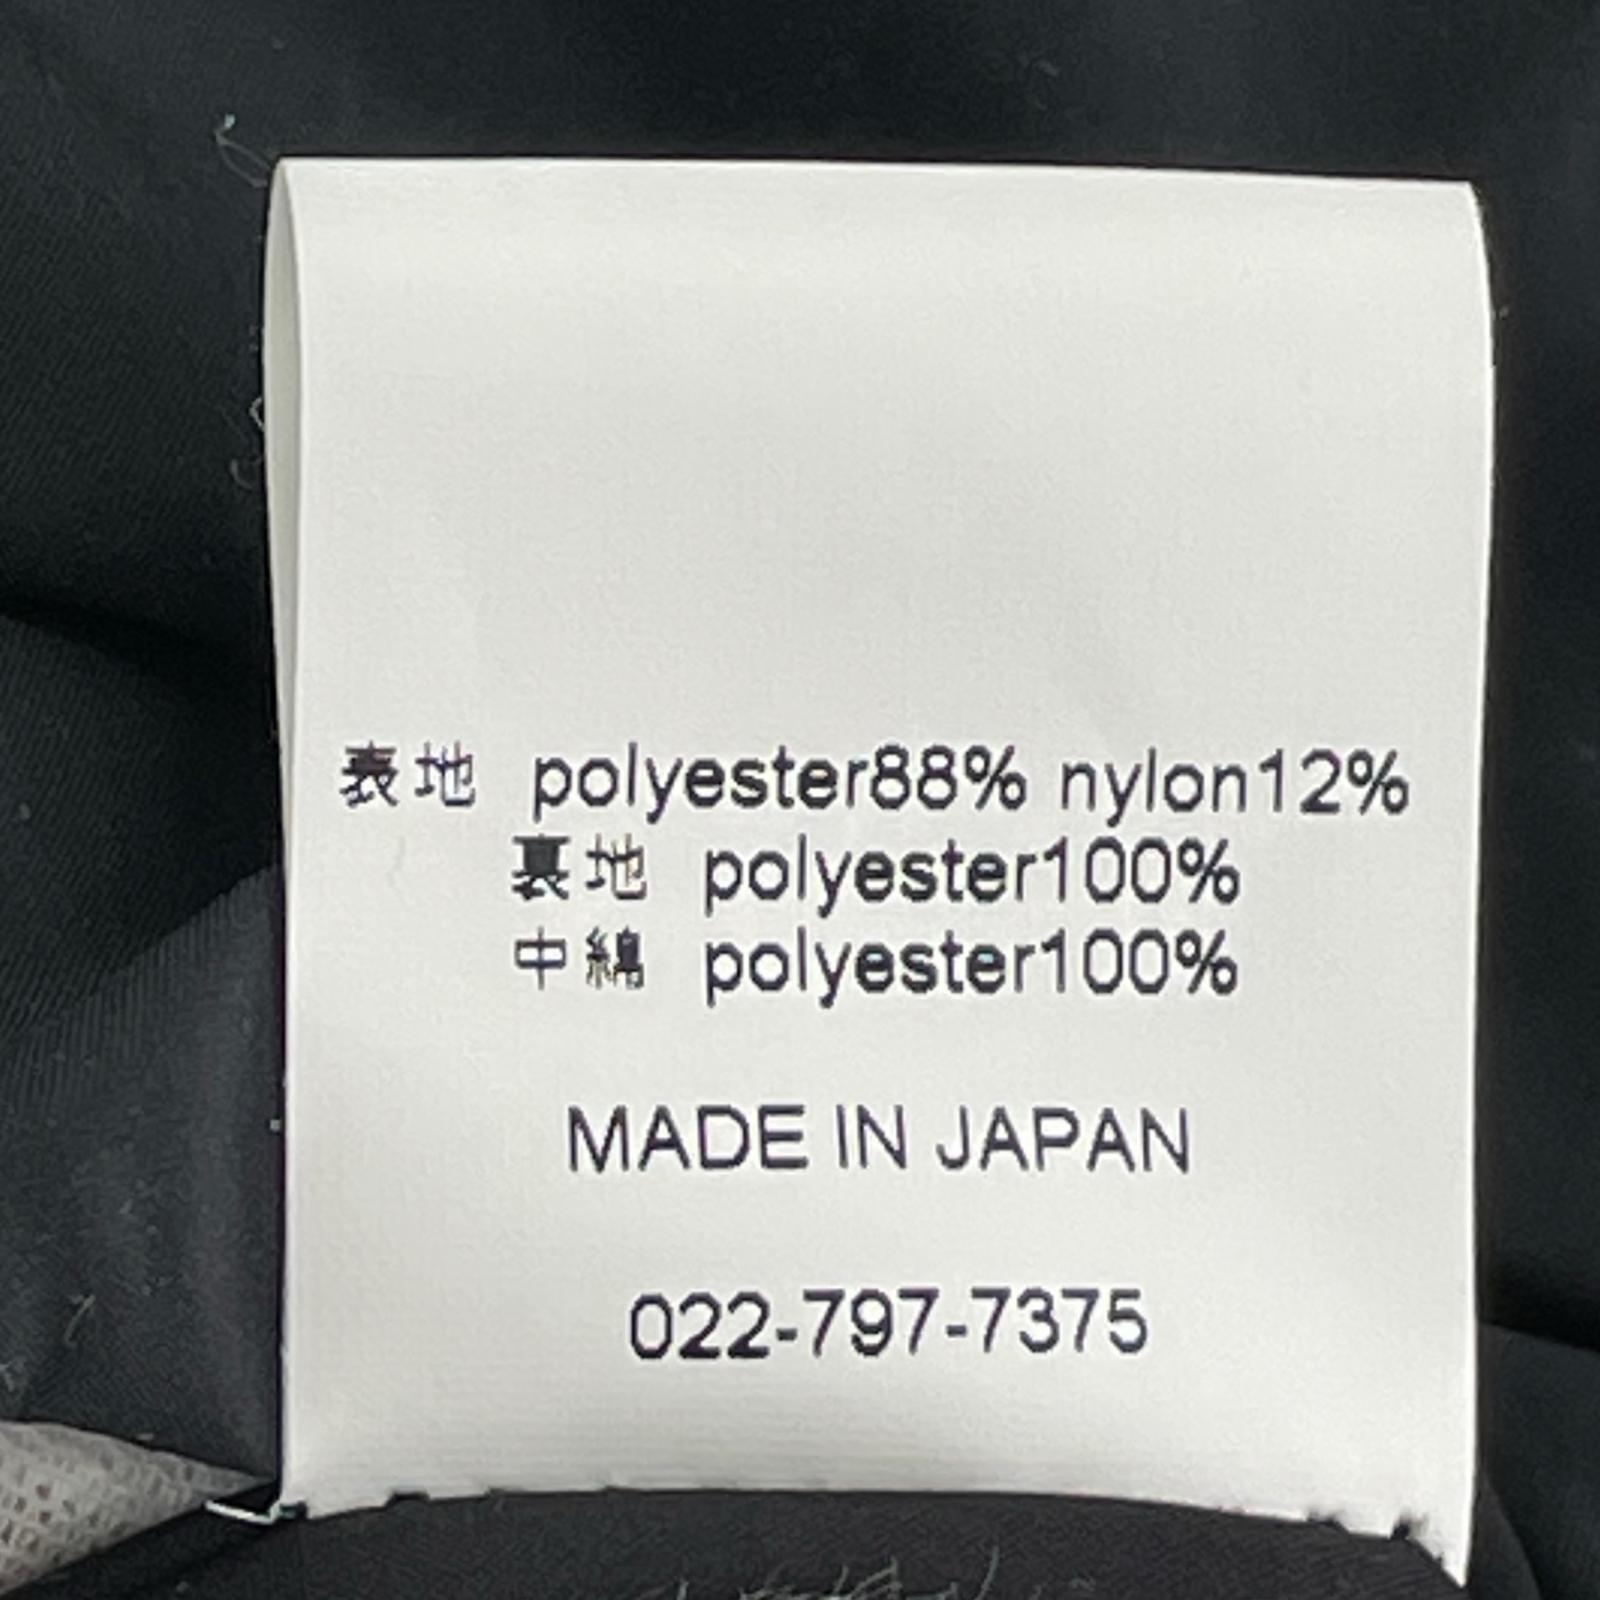 表地 polyester88% nylon12%
裏地 polyester100%
中綿 polyester100%
MADE IN JAPAN
022-797-7375